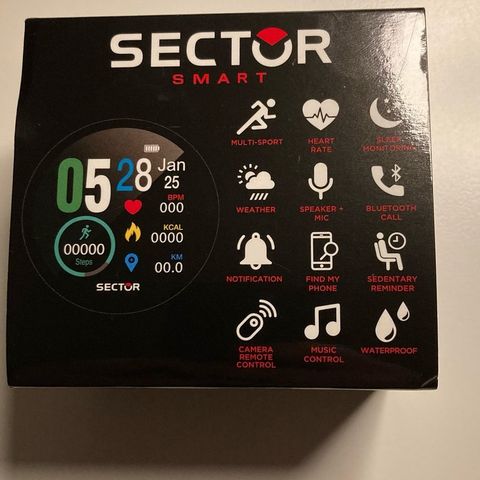 SECTOR
SMART
05 28 Jan
25
BPM
000
KCAL
0000
00000
Steps
KM
00.0
SECTOR
MULTI-SPORT
HEART
RATE
SLEEP
MONITORING
WEATHER
SPEAKER +
MIC
BLUETOOTH
CALL
NOTIFICATION
FIND MY
PHONE
SEDENTARY
REMINDER
CAMERA
REMOTE
CONTROL
MUSIC
CONTROL
WATERPROOF